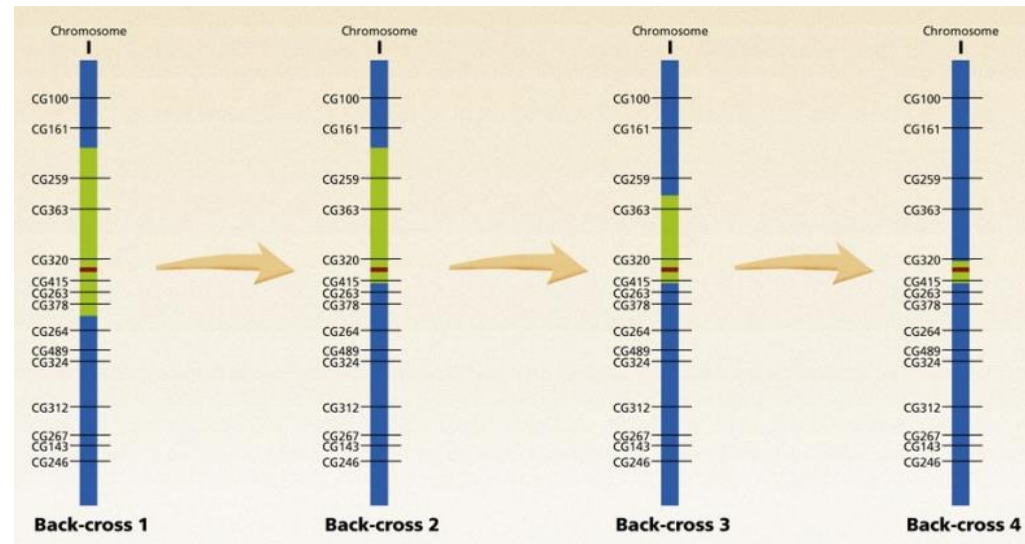 Chromosome
CG100
CG161
CG259
CG363
CG320
CG415
CG263
CG378
CG264
CG489
CG324
CG312
CG267
CG143
CG246
Back-cross 1
Chromosome
CG100
CG161
CG259
CG363
CG320
CG415
CG263
CG378
CG264
CG489
CG324
CG312
CG267
CG143
CG246
Back-cross 2
Chromosome
CG100
CG161
CG259
CG363
CG320
CG415
CG263
CG378
CG264
CG489
CG324
CG312
CG267
CG143
CG246
Back-cross 3
Chromosome
CG100
CG161
CG259
CG363
CG320
CG415
CG263
CG378
CG264
CG489
CG324
CG312
CG267
CG143
CG246
Back-cross 4